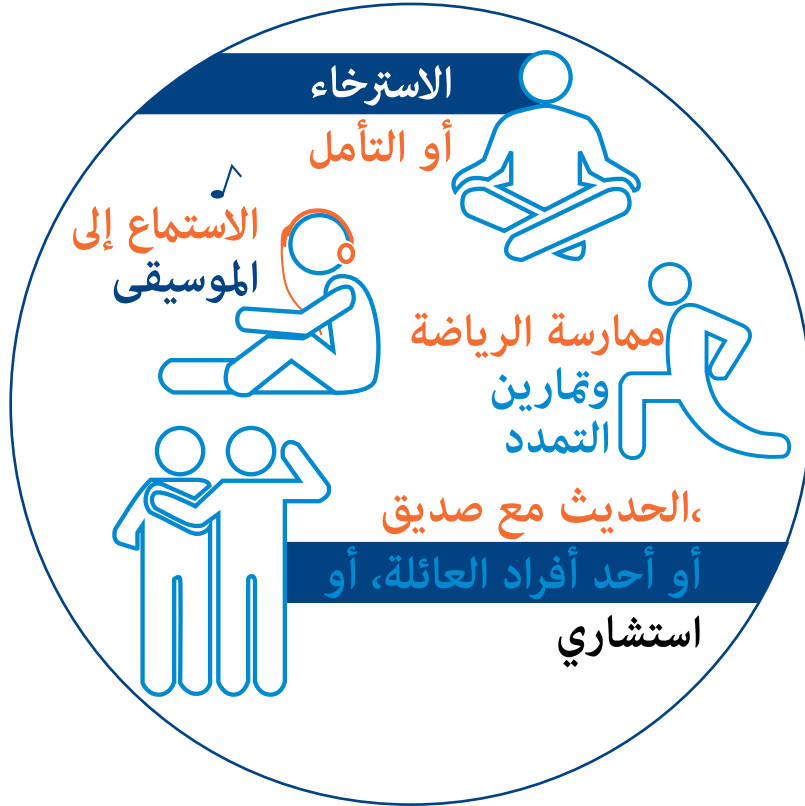 الاسترخاء
أو التأمل
الاستماع إلى
الموسيقى
ممارسة الرياضة
وتمارين
التمدد
،الحديث مع صديق
أو أحد أفراد العائلة، أو
استشاري